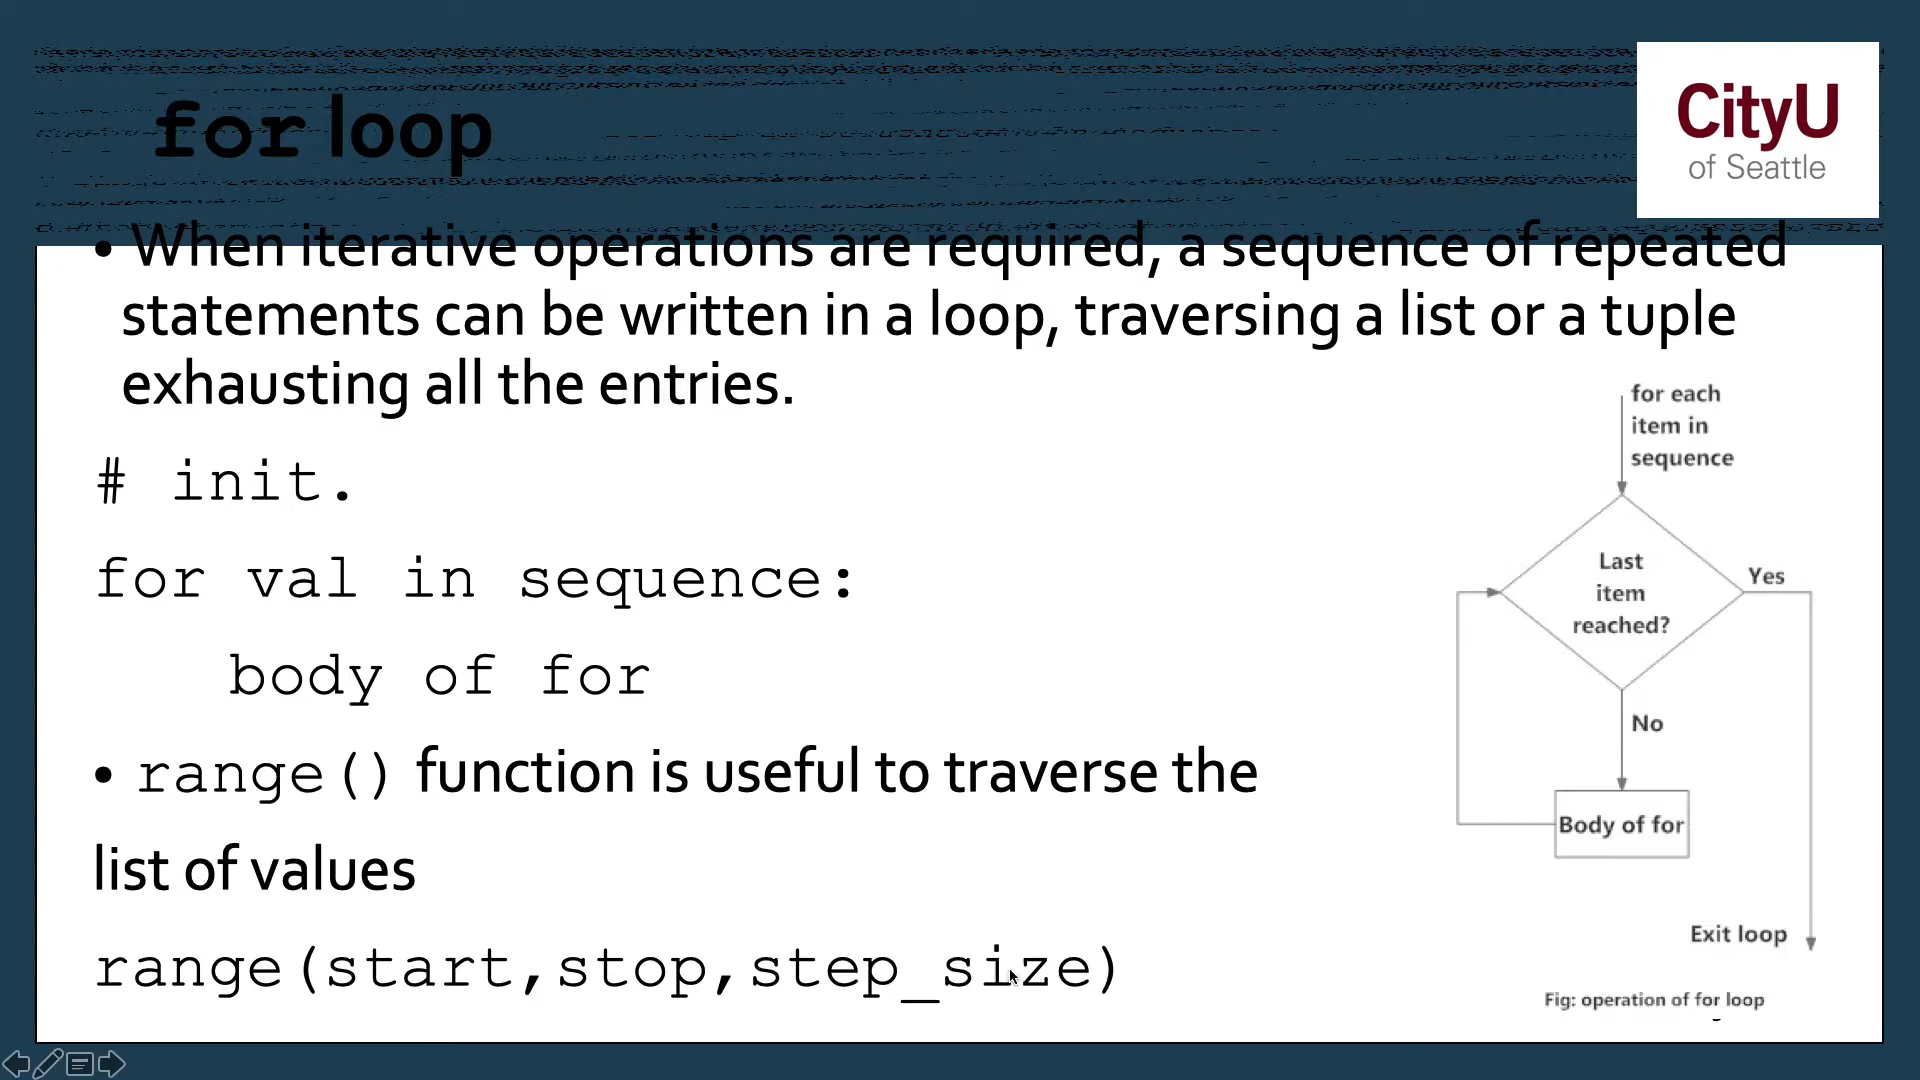 for loop
CityU
of Seattle
• When iterative operations are required, a sequence of repeated
statements can be written in a loop, traversing a list or a tuple
exhausting all the entries.
# init.
for val in sequence:
body of for
• range() function is useful to traverse the
list of values
range(start,stop,step_size)
for each
item in
sequence
Last
item
reached?
Yes
No
Body of for
Exit loop
Fig: operation of for loop